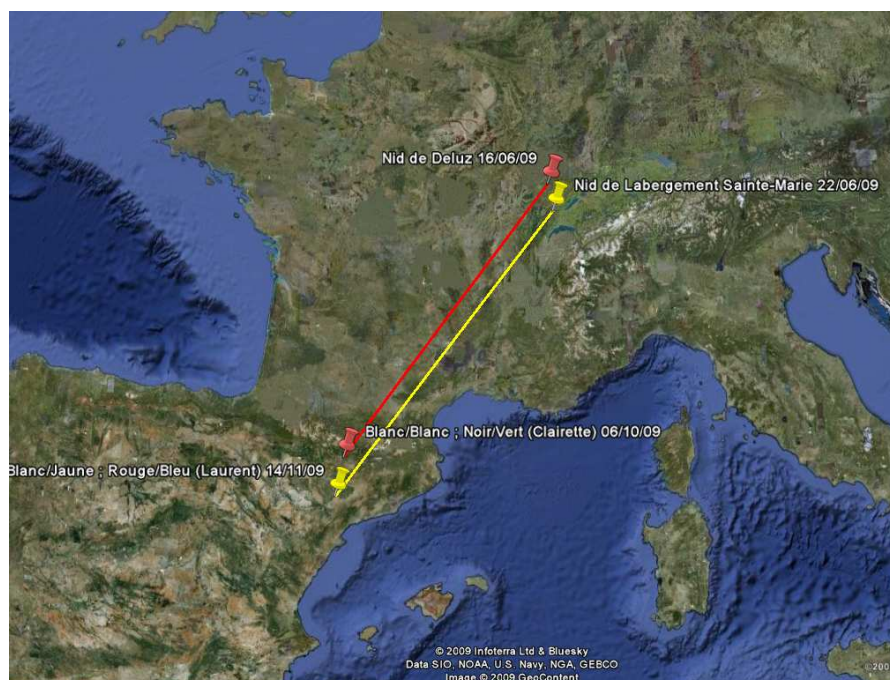 Nid de Deluz 16/06/09
Nid de Labergement Sainte-Marie 22/06/09
Blanc/Blanc ; Noir/Vert (Clairette) 06/10/09
Blanc/Jaune ; Rouge/Bleu (Laurent) 14/11/09
© 2009 Infoterra Ltd & Bluesky
Data SIO, NOAA, U.S. Navy, NGA, GEBCO
Image © 2009 GeoContent
©200